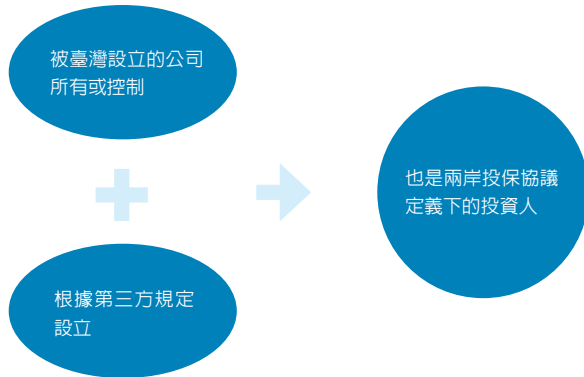 被臺灣設立的公司
所有或控制
根據第三方規定
設立
也是兩岸投保協議
定義下的投資人